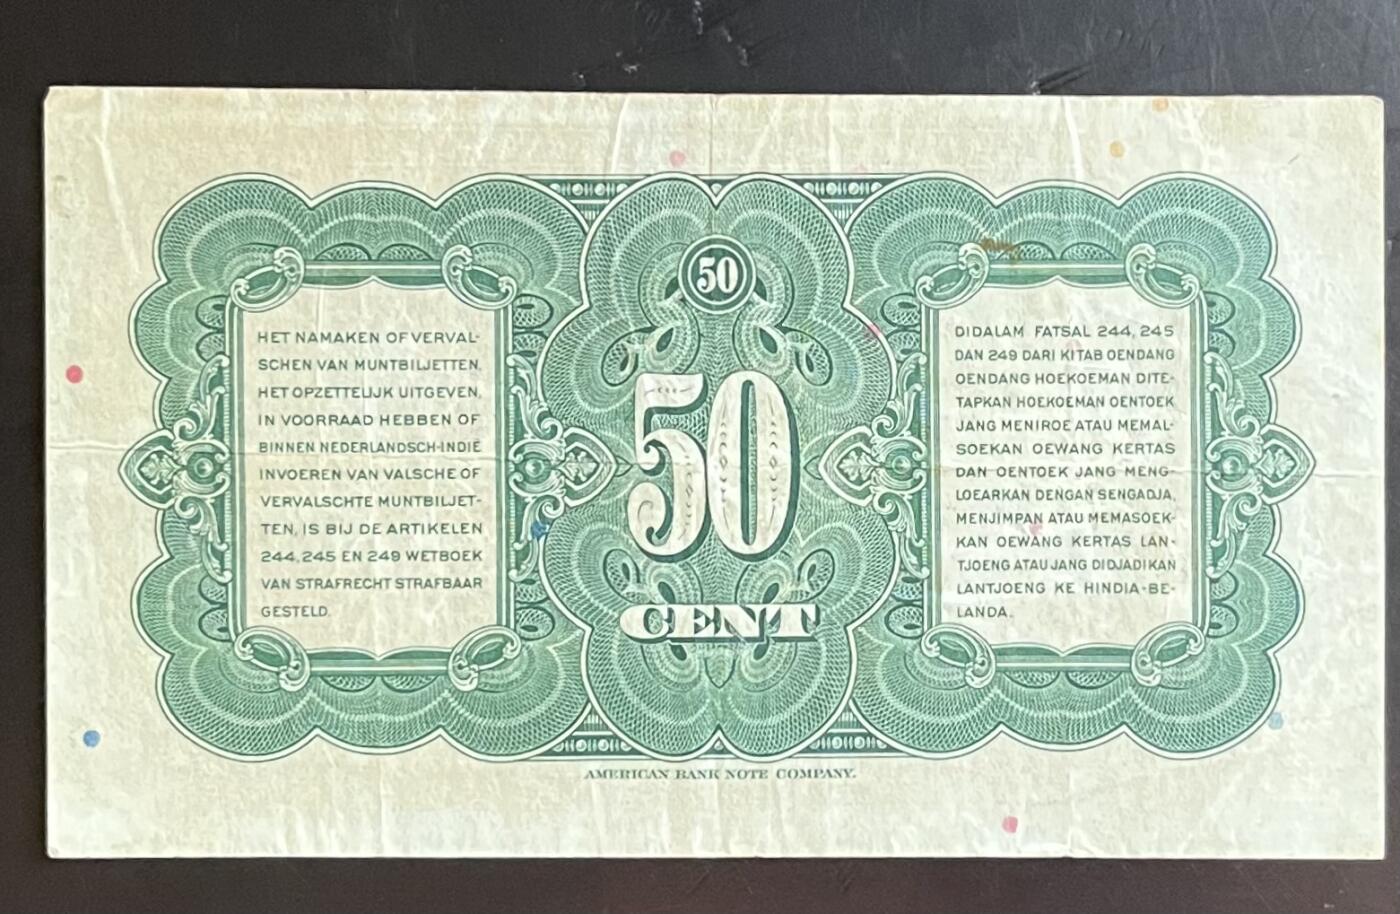 HET NAMAKEN OF VERVAL-
SCHEN VAN MUNTBILJETTEN,
HET OPZETTELIJK UITGEVEN,
IN VOORRAAD HEBBEN OF
BINNEN NEDERLANDSCH-INDIË
INVOEREN VAN VALSCHE OF
VERVALSCHTE MUNTBILJET-
TEN, IS BIJ DE ARTIKELEN
244, 245 EN 249 WETBOEK
VAN STRAFRECHT STRAFBAAR
GESTELD.
50
50
CENT
DIDALAM FATSAL 244, 245
DAN 249 DARI KITAB OENDANG
OENDANG HOEKOEMAN DITE-
TAPKAN HOEKOEMAN OENTOEK
JANG MENIROE ATAU MEMAL-
SOEKAN OEWANG KERTAS
DAN OENTOEK JANG MENG-
LOEARKAN DENGAN SENGADJA,
MENJIMPAN ATAU MEMASOEK-
KAN OEWANG KERTAS LAN-
TJOENG ATAU JANG DIDJADIKAN
LANTJOENG KE HINDIA-BE-
LANDA.
AMERICAN BANK NOTE COMPANY.